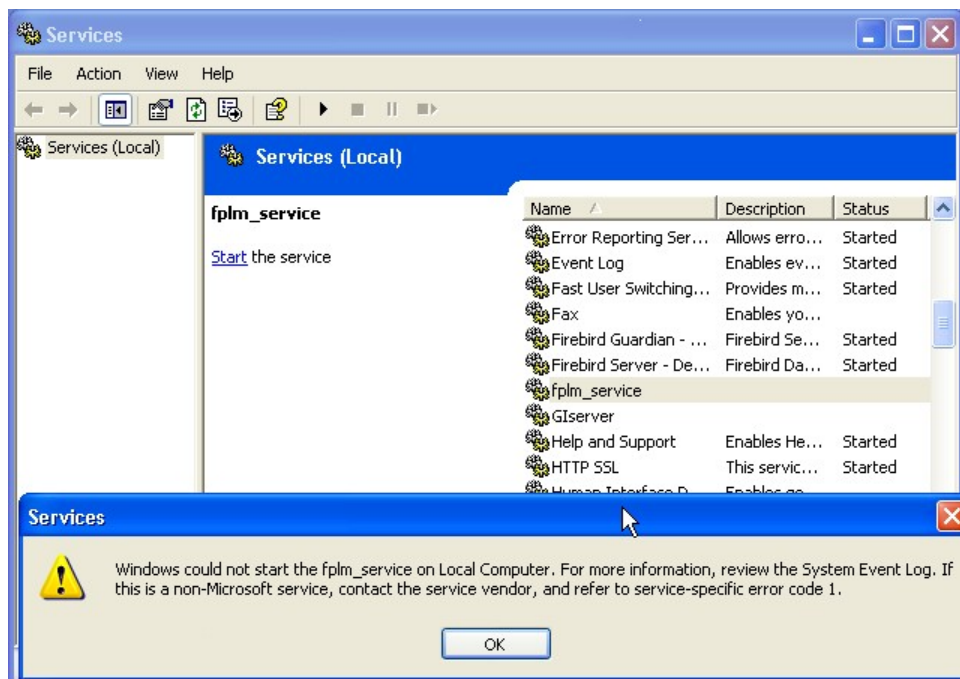 Services
File Action View Help
Services (Local)
Services (Local)
fplm_service
Start the service
Name Description Status
Error Reporting Ser... Allows erro... Started
Event Log Enables ev... Started
Fast User Switching... Provides m... Started
Fax Enables yo...
Firebird Guardian - ... Firebird Se... Started
Firebird Server - De... Firebird Da... Started
fplm_service
GIserver
Help and Support Enables He... Started
HTTP SSL This servic... Started
Human Interface D... Enables ge...
Services
Windows could not start the fplm_service on Local Computer. For more information, review the System Event Log. If
this is a non-Microsoft service, contact the service vendor, and refer to service-specific error code 1.
OK